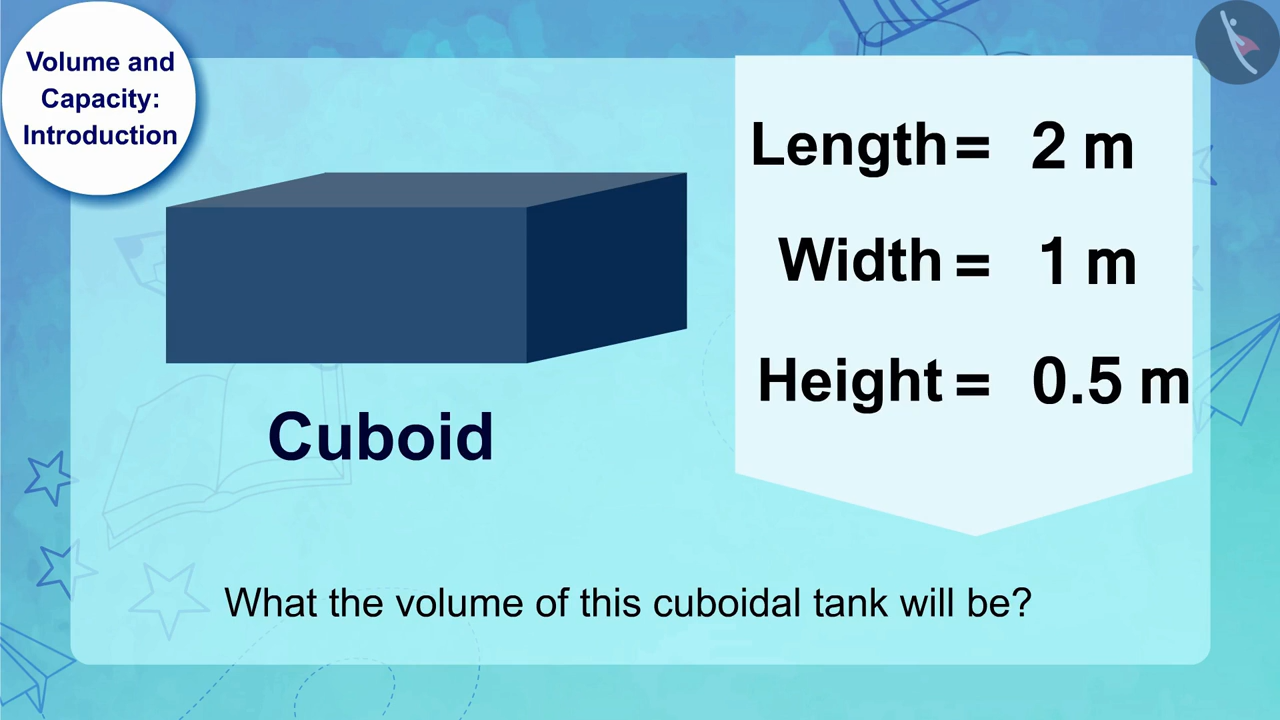 Volume and
Capacity:
Introduction
Length= 2 m
Width= 1 m
Height= 0.5 m
Cuboid
What the volume of this cuboidal tank will be?